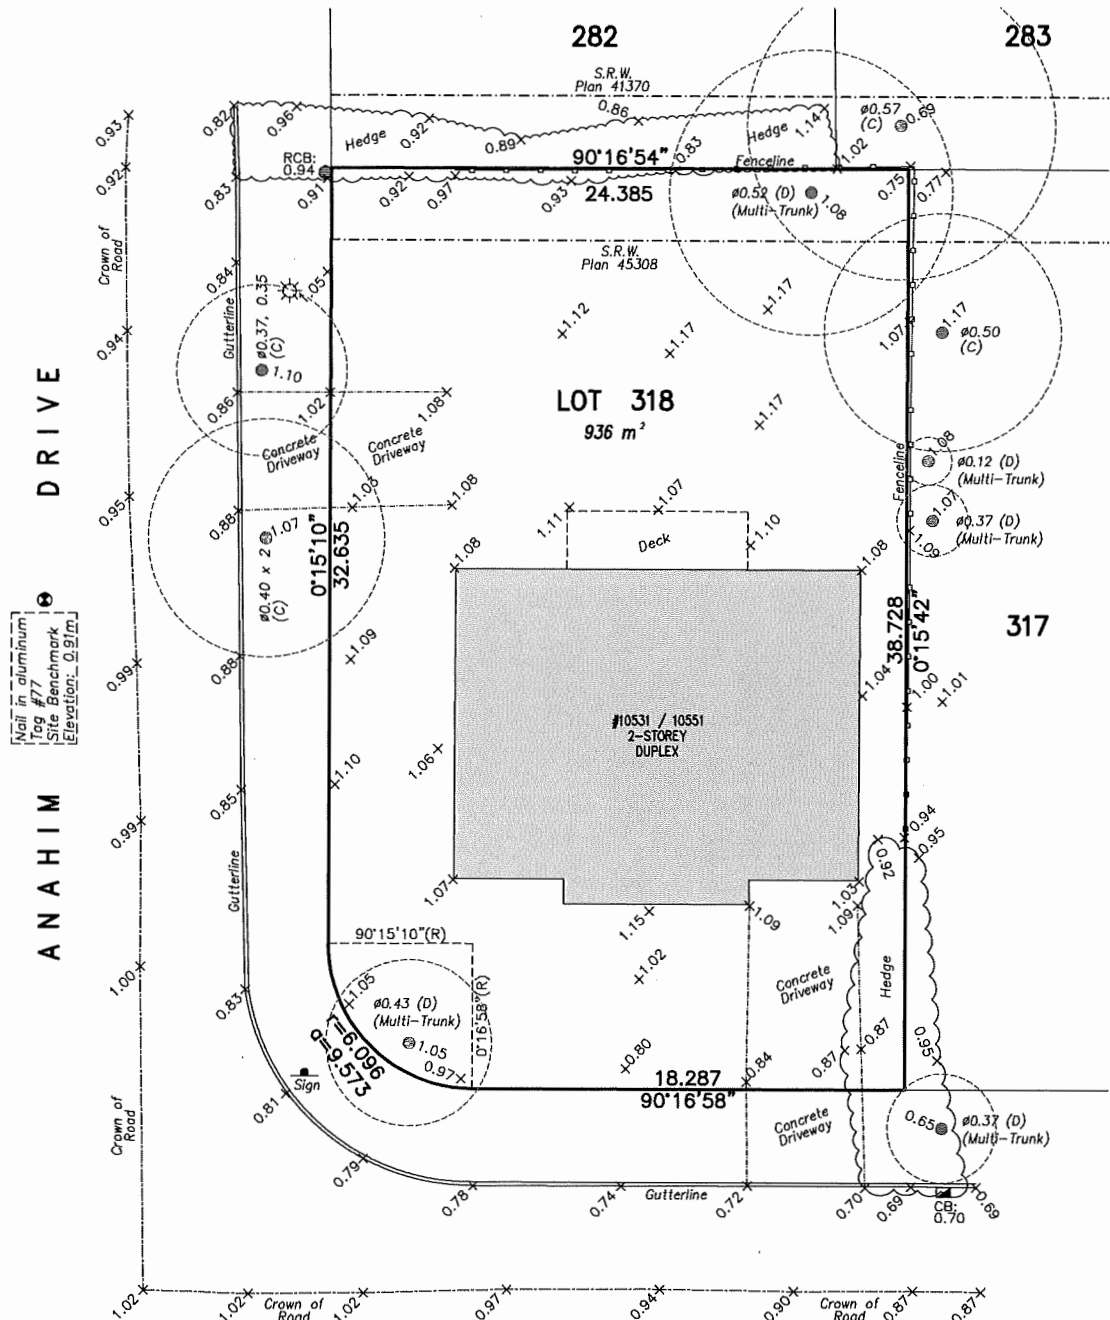 282
283
S.R.W.
Plan 41370
0.93
0.82
0.96
Hedge
0.92
0.89
0.86
Hedge
1.14
ø0.57
(C)
0.69
0.92
RCB:
0.94
0.83
0.91
0.92
0.97
0.93
90°16'54"
24.385
0.83
Fenceline
1.02
ø0.52 (D)
(Multi-Trunk)
1.08
0.75
0.77
Crown of
Road
S.R.W.
Plan 45308
0.84
1.05
Gutterline
ø0.37, 0.35
(C)
1.10
0.94
1.12
1.17
1.17
1.07
1.17
ø0.50
(C)
0.86
1.02
1.08
LOT 318
936 m²
1.17
Concrete
Driveway
Concrete
Driveway
Fenceline
1.08
ø0.12 (D)
(Multi-Trunk)
ANAHIM DRIVE
0.95
0.88
1.03
1.08
1.07
ø0.40 x 2
(C)
0°15'10"
32.635
1.11
1.07
Deck
1.10
1.07
ø0.37 (D)
(Multi-Trunk)
1.09
1.08
1.08
Nail in aluminum
Tag #77
Site Benchmark
Elevation: 0.91m
0.99
0.88
1.09
38.728
0°15'42"
317
1.04
1.00
1.01
#10531 / 10551
2-STOREY
DUPLEX
1.06
1.10
0.85
0.99
0.94
0.95
0.92
Gutterline
1.07
1.15
1.09
1.03
1.09
90°15'10"(R)
1.00
0.83
1.05
ø0.43 (D)
(Multi-Trunk)
1.05
0.97
0°16'58"(R)
1.02
Concrete
Driveway
Hedge
r=6.096
a=9.573
0.80
0.84
0.87
0.87
0.95
18.287
90°16'58"
Sign
0.81
Crown of
Road
Concrete
Driveway
0.65
ø0.37 (D)
(Multi-Trunk)
0.79
0.78
0.74
Gutterline
0.72
0.70
0.69
CB:
0.70
0.69
1.02
1.02
Crown of
Road
1.02
0.97
0.94
0.90
Crown of
Road
0.87
0.87